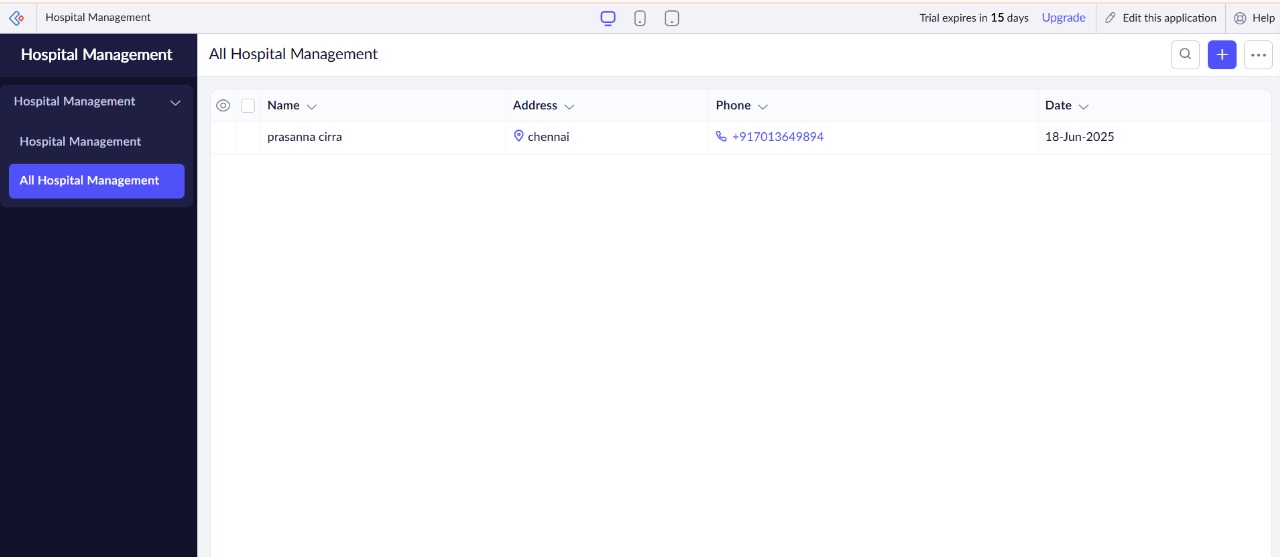 Hospital Management
Trial expires in 15 days Upgrade Edit this application Help
Hospital Management
All Hospital Management
Hospital Management
Hospital Management
All Hospital Management
Name Address Phone Date
prasanna cirra chennai +917013649894 18-Jun-2025